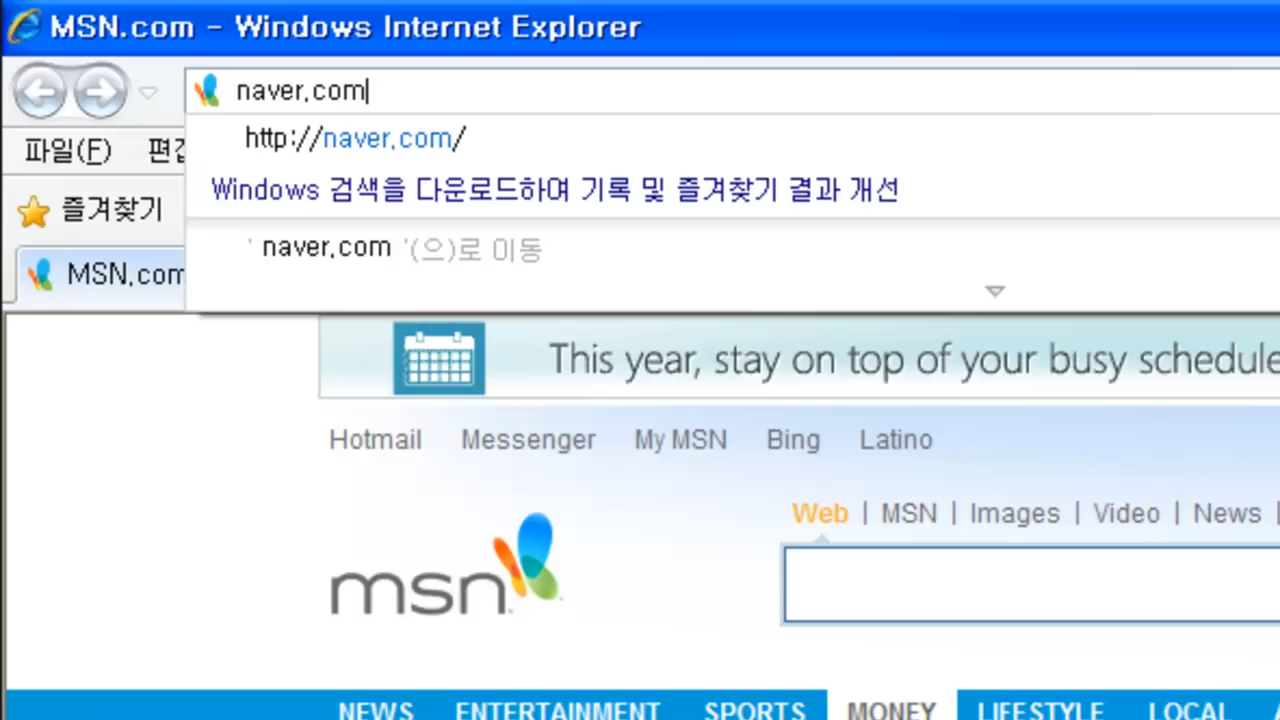 MSN.com - Windows Internet Explorer
naver.com
http://naver.com/
파일(F)
Windows 검색을 다운로드하여 기록 및 즐겨찾기 결과 개선
즐겨찾기
' naver.com '(으)로 이동
MSN.com
This year, stay on top of your busy schedule
Hotmail Messenger My MSN Bing Latino
Web | MSN | Images | Video | News |
msn
NEWS ENTERTAINMENT SPORTS MONEY LIFESTYLE LOCAL